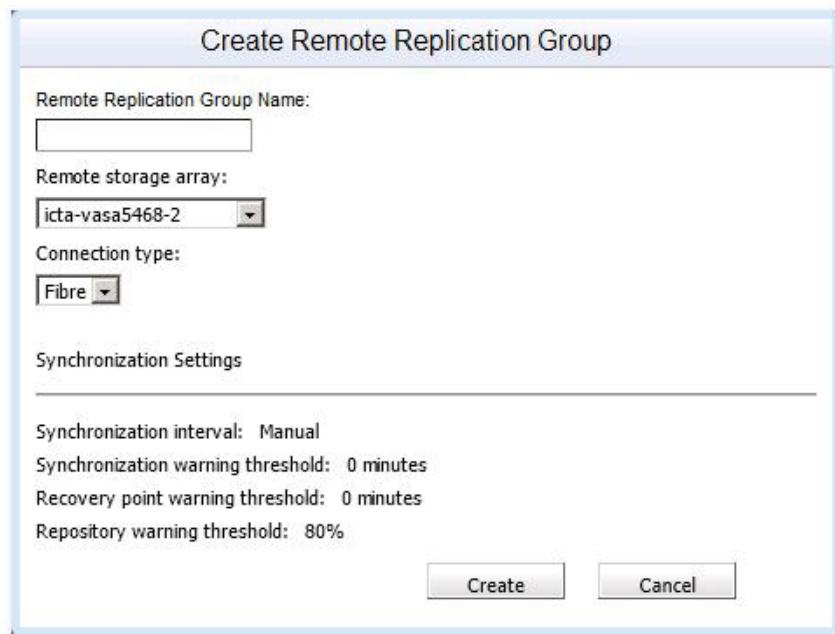 Create Remote Replication Group
Remote Replication Group Name:
Remote storage array:
icta-vasa5468-2
Connection type:
Fibre
Synchronization Settings
Synchronization interval: Manual
Synchronization warning threshold: 0 minutes
Recovery point warning threshold: 0 minutes
Repository warning threshold: 80%
Create Cancel